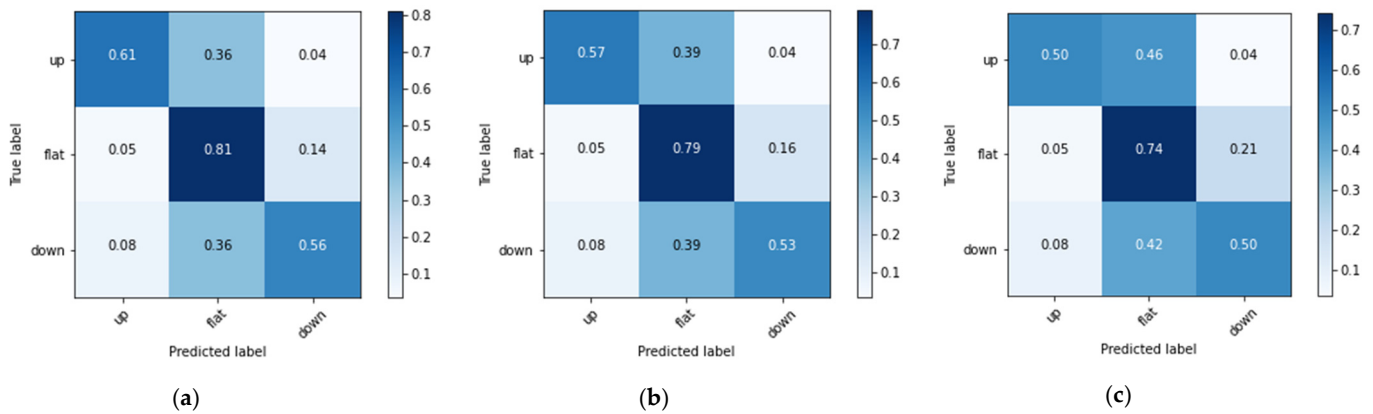 up
flat
down
True label
0.61 0.36 0.04
0.05 0.81 0.14
0.08 0.36 0.56
up flat down
Predicted label
0.8
0.7
0.6
0.5
0.4
0.3
0.2
0.1
(a)
up
flat
down
True label
0.57 0.39 0.04
0.05 0.79 0.16
0.08 0.39 0.53
up flat down
Predicted label
0.7
0.6
0.5
0.4
0.3
0.2
0.1
(b)
up
flat
down
True label
0.50 0.46 0.04
0.05 0.74 0.21
0.08 0.42 0.50
up flat down
Predicted label
0.7
0.6
0.5
0.4
0.3
0.2
0.1
(c)